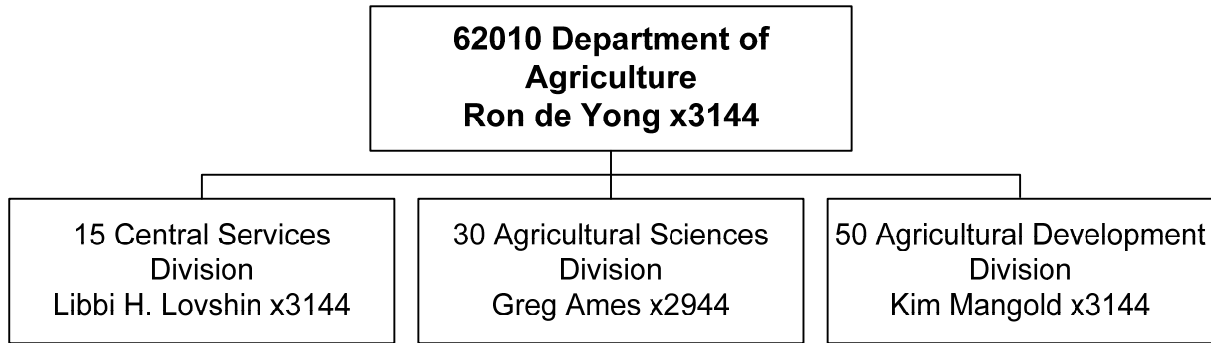 62010 Department of
Agriculture
Ron de Yong x3144
15 Central Services
Division
Libbi H. Lovshin x3144
30 Agricultural Sciences
Division
Greg Ames x2944
50 Agricultural Development
Division
Kim Mangold x3144